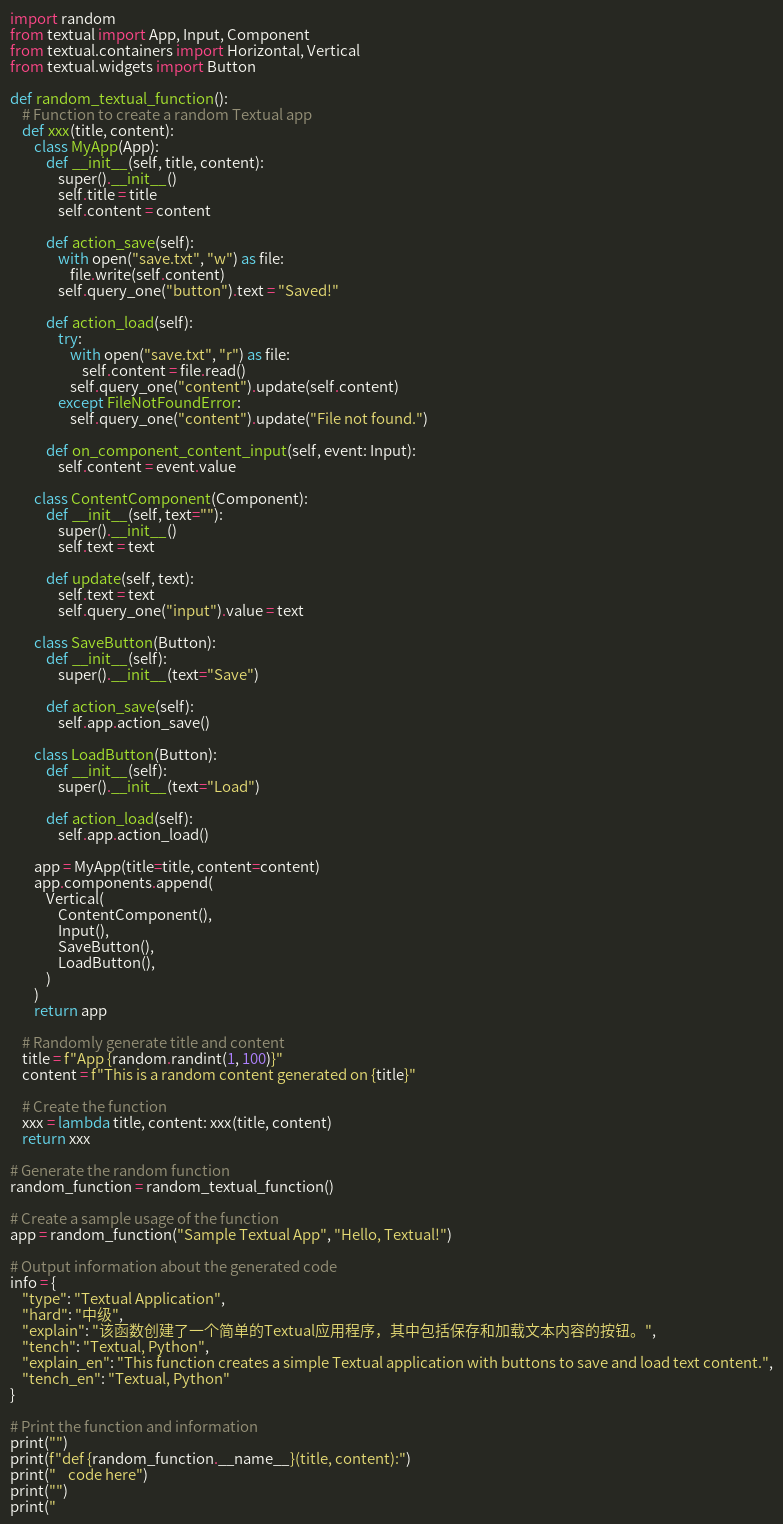 import random
from textual import App, Input, Component
from textual.containers import Horizontal, Vertical
from textual.widgets import Button

def random_textual_function():
    # Function to create a random Textual app
    def xxx(title, content):
        class MyApp(App):
            def __init__(self, title, content):
                super().__init__()
                self.title = title
                self.content = content

            def action_save(self):
                with open("save.txt", "w") as file:
                    file.write(self.content)
                self.query_one("button").text = "Saved!"

            def action_load(self):
                try:
                    with open("save.txt", "r") as file:
                        self.content = file.read()
                    self.query_one("content").update(self.content)
                except FileNotFoundError:
                    self.query_one("content").update("File not found.")

            def on_component_content_input(self, event: Input):
                self.content = event.value

        class ContentComponent(Component):
            def __init__(self, text=""):
                super().__init__()
                self.text = text

            def update(self, text):
                self.text = text
                self.query_one("input").value = text

        class SaveButton(Button):
            def __init__(self):
                super().__init__(text="Save")

            def action_save(self):
                self.app.action_save()

        class LoadButton(Button):
            def __init__(self):
                super().__init__(text="Load")

            def action_load(self):
                self.app.action_load()

        app = MyApp(title=title, content=content)
        app.components.append(
            Vertical(
                ContentComponent(),
                Input(),
                SaveButton(),
                LoadButton(),
            )
        )
        return app

    # Randomly generate title and content
    title = f"App {random.randint(1, 100)}"
    content = f"This is a random content generated on {title}"

    # Create the function
    xxx = lambda title, content: xxx(title, content)
    return xxx

# Generate the random function
random_function = random_textual_function()

# Create a sample usage of the function
app = random_function("Sample Textual App", "Hello, Textual!")

# Output information about the generated code
info = {
    "type": "Textual Application",
    "hard": "中级",
    "explain": "该函数创建了一个简单的Textual应用程序，其中包括保存和加载文本内容的按钮。",
    "tench": "Textual, Python",
    "explain_en": "This function creates a simple Textual application with buttons to save and load text content.",
    "tench_en": "Textual, Python"
}

# Print the function and information
print("")
print(f"def {random_function.__name__}(title, content):")
print("    code here")
print("")
print("